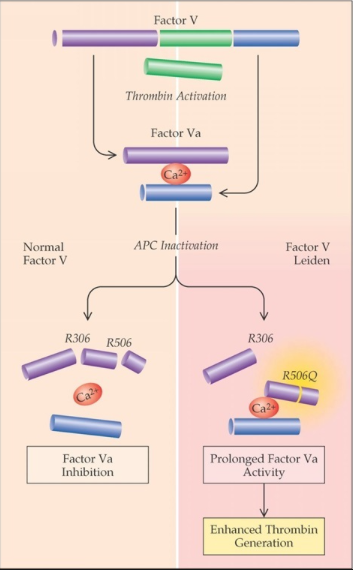 Factor V
Thrombin Activation
Factor Va
Ca2+
APC Inactivation
Normal
Factor V
Factor V
Leiden
R306
R506
Ca2+
Factor Va
Inhibition
R306
R506Q
Ca2+
Prolonged Factor Va
Activity
Enhanced Thrombin
Generation